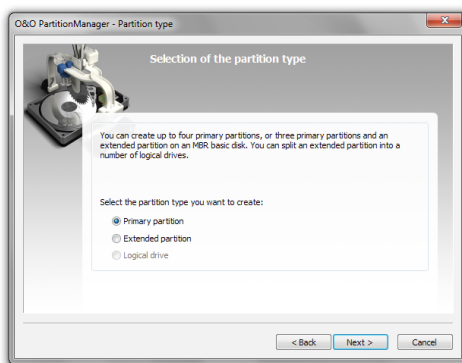 O&O PartitionManager - Partition type
Selection of the partition type
You can create up to four primary partitions, or three primary partitions and an
extended partition on an MBR basic disk. You can split an extended partition into a
number of logical drives.
Select the partition type you want to create:
Primary partition
Extended partition
Logical drive
< Back Next > Cancel